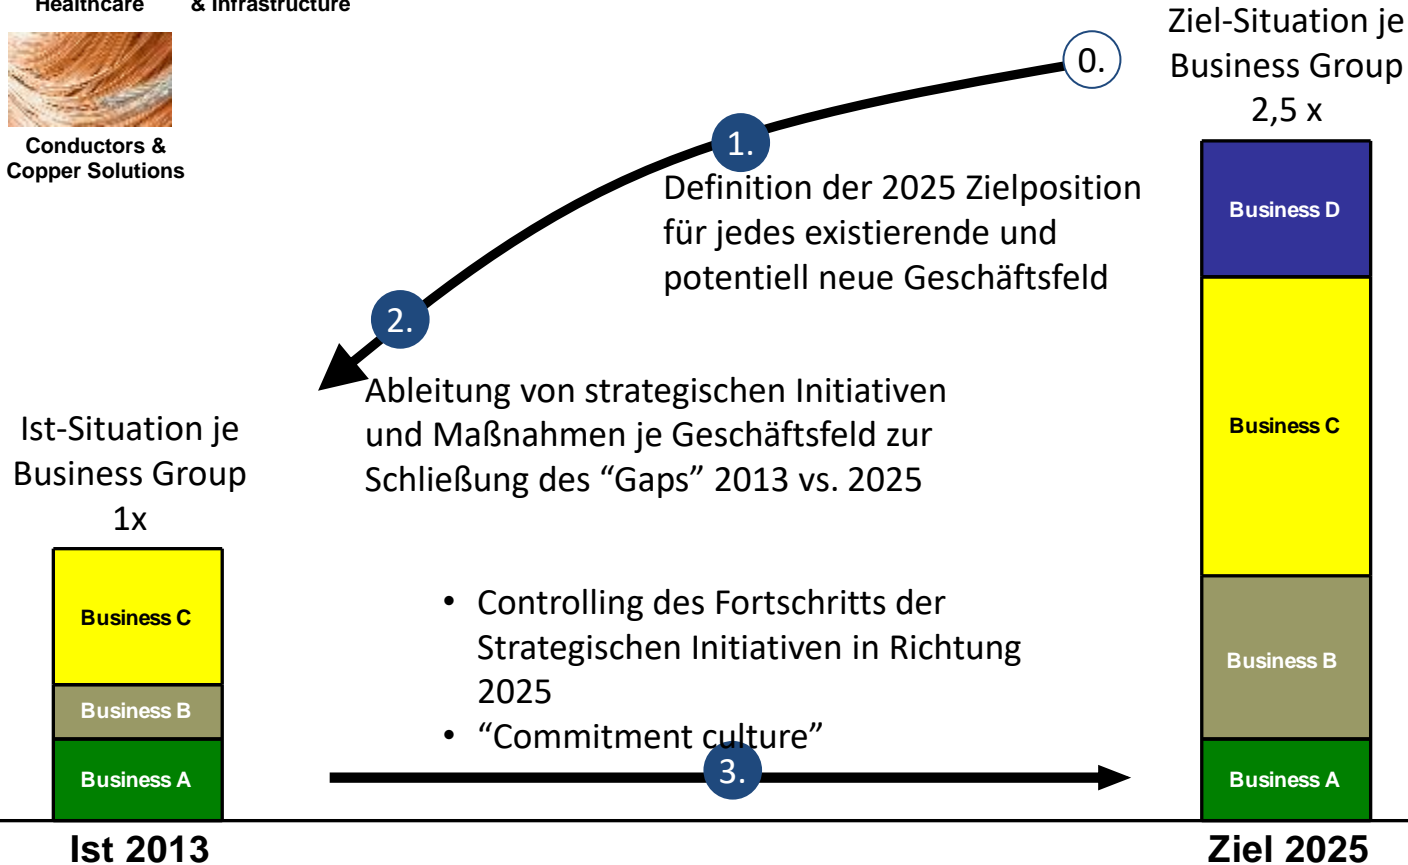 Healthcare
& Infrastructure
Conductors &
Copper Solutions
Ziel-Situation je
Business Group
2,5 x
0.
1.
Definition der 2025 Zielposition
für jedes existierende und
potentiell neue Geschäftsfeld
2.
Ableitung von strategischen Initiativen
und Maßnahmen je Geschäftsfeld zur
Schließung des “Gaps” 2013 vs. 2025
Ist-Situation je
Business Group
1x
Business C
Business B
Business A
• Controlling des Fortschritts der
Strategischen Initiativen in Richtung
2025
• “Commitment culture”
3.
Business D
Business C
Business B
Business A
Ist 2013
Ziel 2025